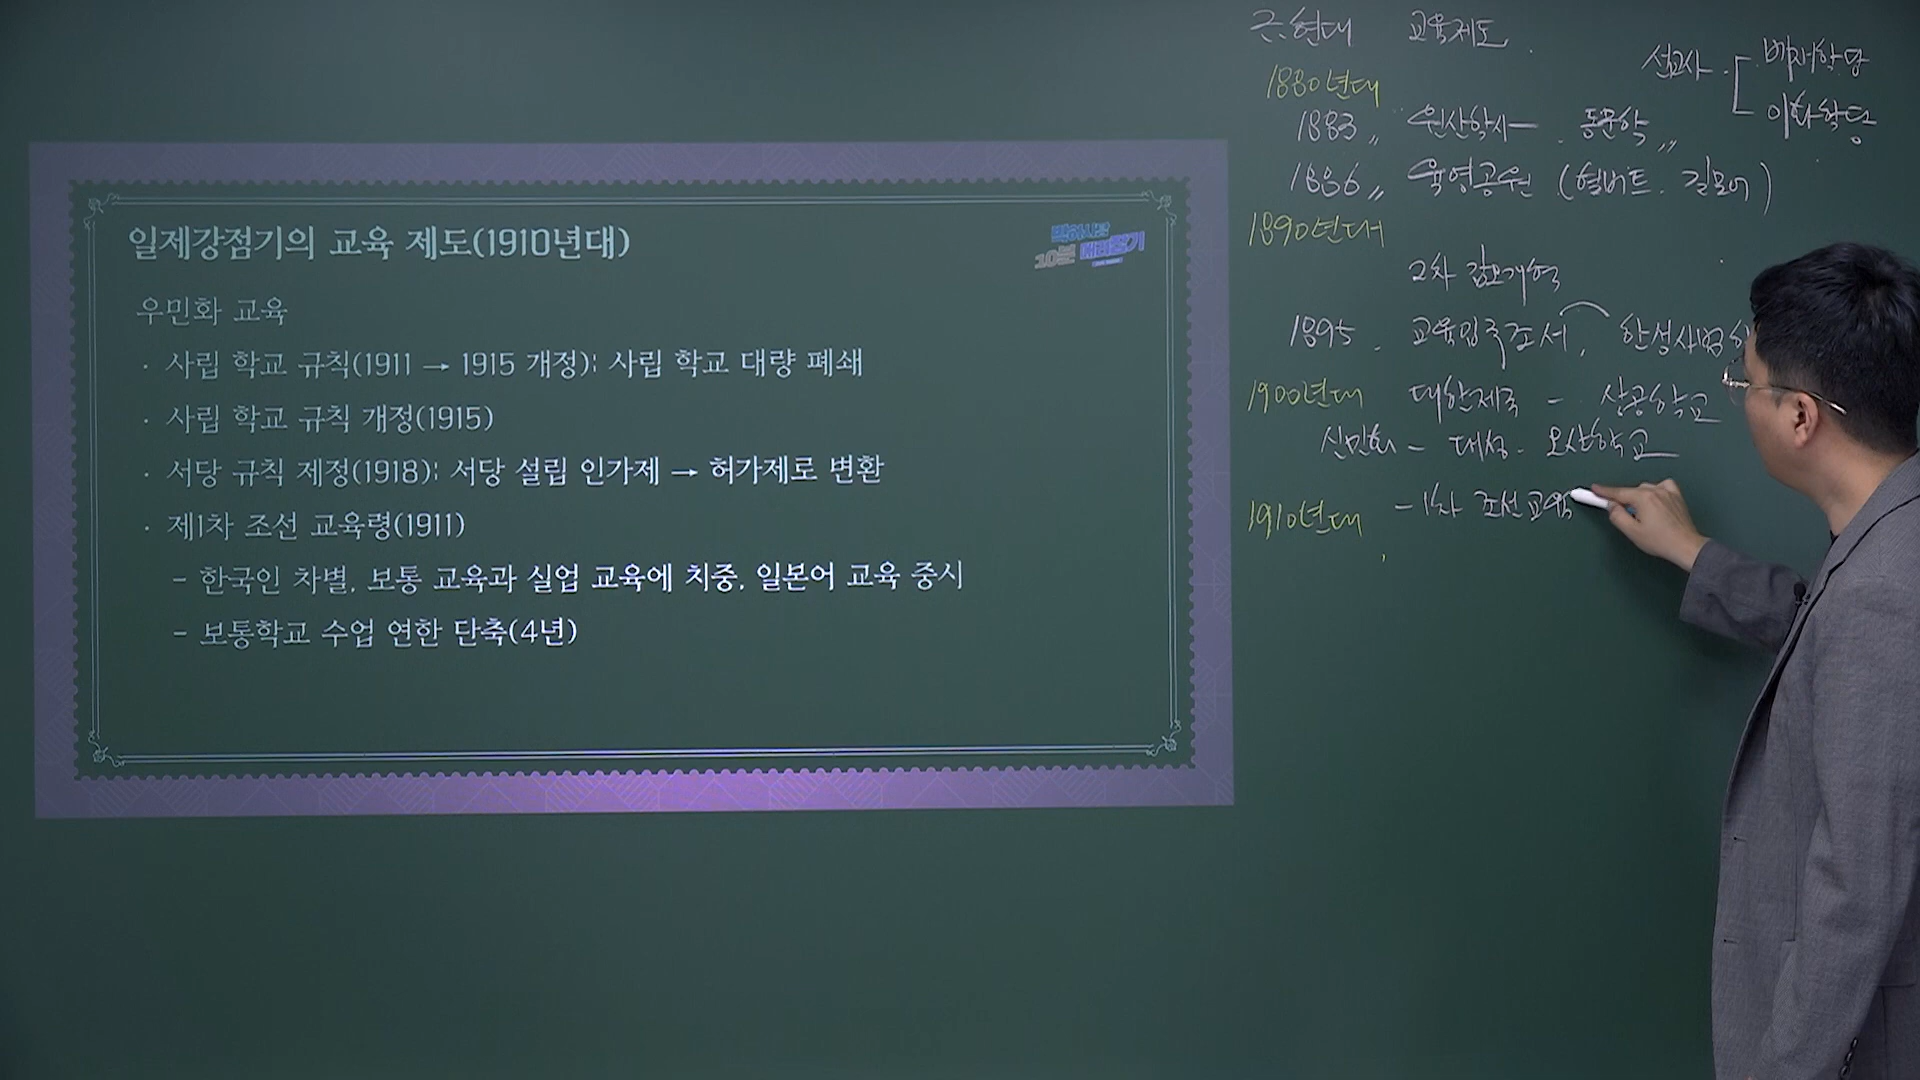 일제강점기의 교육 제도(1910년대)
우민화 교육
· 사립 학교 규칙(1911 → 1915 개정): 사립 학교 대량 폐쇄
· 사립 학교 규칙 개정(1915)
· 서당 규칙 제정(1918): 서당 설립 인가제 → 허가제로 변환
· 제1차 조선 교육령(1911)
- 한국인 차별, 보통 교육과 실업 교육에 치중, 일본어 교육 중시
- 보통학교 수업 연한 단축(4년)
근·현대 교육제도
선교사 배재학당
이화학당
1880년대
1883 원산학사 동문학
1886 육영공원 (헐버트. 길모어)
1890년대
2차 갑오개혁
1895. 교육입국조서, 한성사범
1900년대 대한제국 - 상공학교
신민회 - 대성. 오산학교
1910년대 - 1차 조선교육